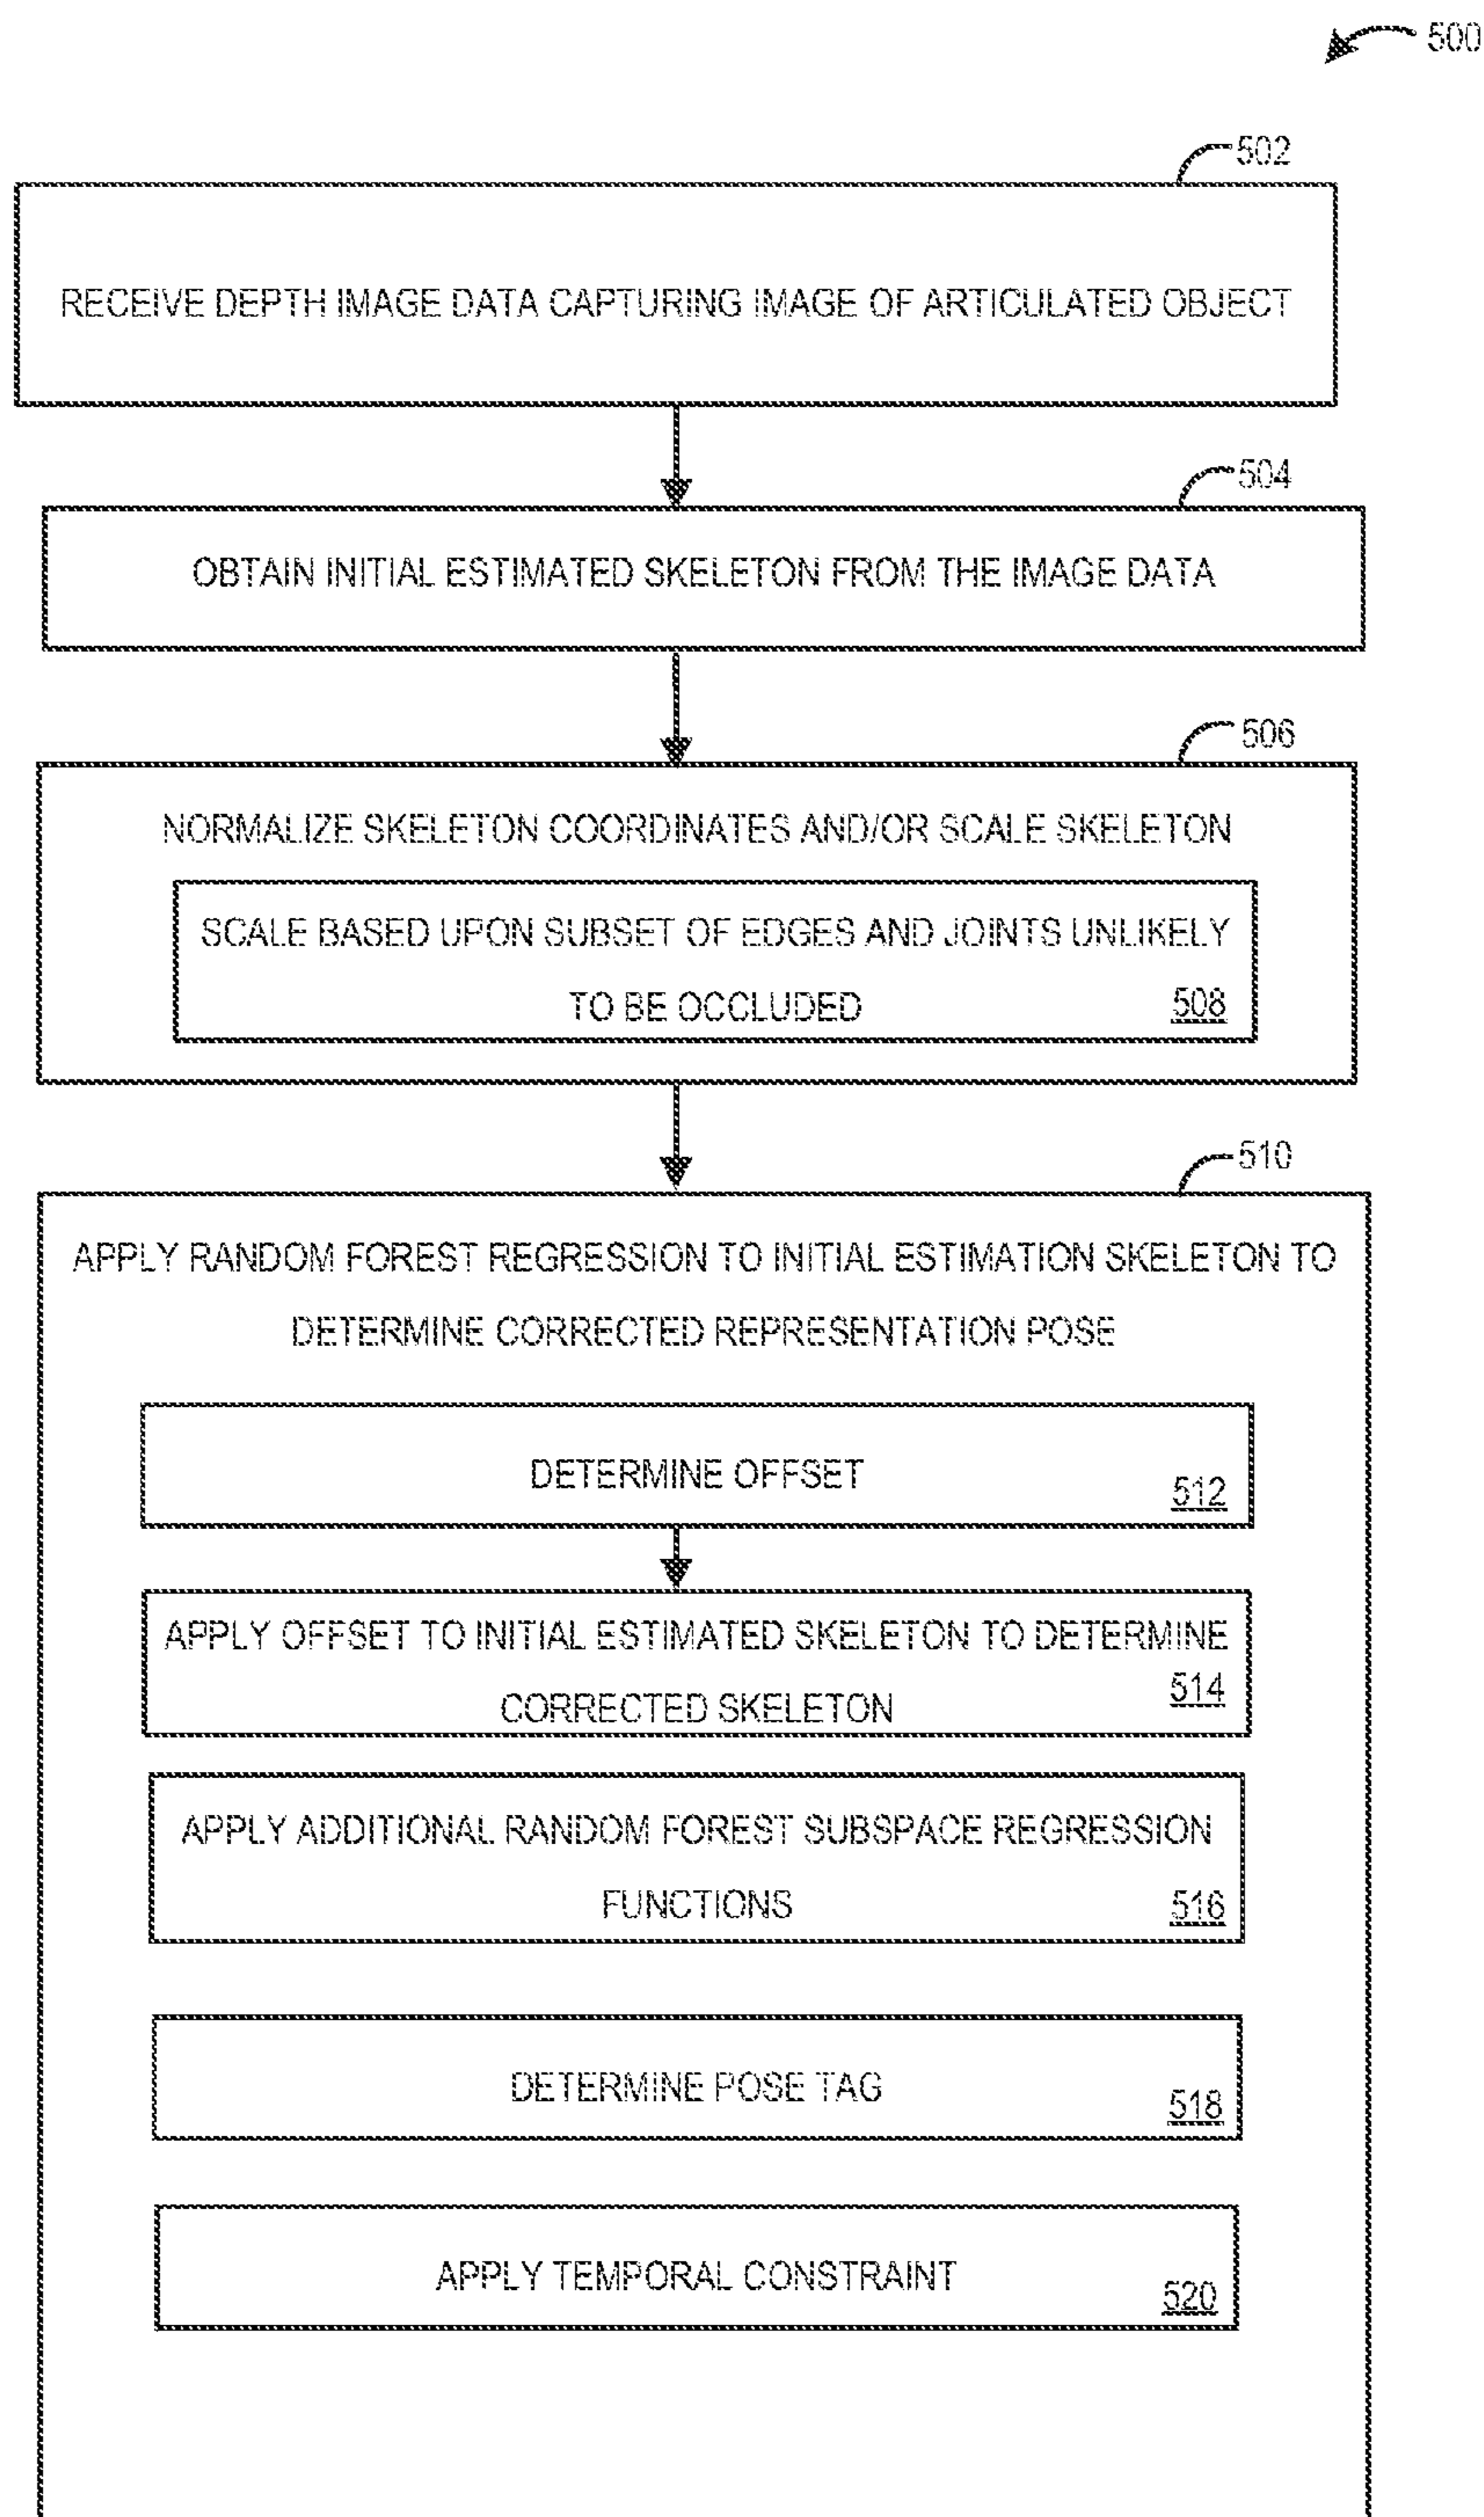 500
502
RECEIVE DEPTH IMAGE DATA CAPTURING IMAGE OF ARTICULATED OBJECT
504
OBTAIN INITIAL ESTIMATED SKELETON FROM THE IMAGE DATA
506
NORMALIZE SKELETON COORDINATES AND/OR SCALE SKELETON
SCALE BASED UPON SUBSET OF EDGES AND JOINTS UNLIKELY
TO BE OCCLUDED 508
510
APPLY RANDOM FOREST REGRESSION TO INITIAL ESTIMATION SKELETON TO
DETERMINE CORRECTED REPRESENTATION POSE
DETERMINE OFFSET 512
APPLY OFFSET TO INITIAL ESTIMATED SKELETON TO DETERMINE
CORRECTED SKELETON 514
APPLY ADDITIONAL RANDOM FOREST SUBSPACE REGRESSION
FUNCTIONS 516
DETERMINE POSE TAG 518
APPLY TEMPORAL CONSTRAINT 520